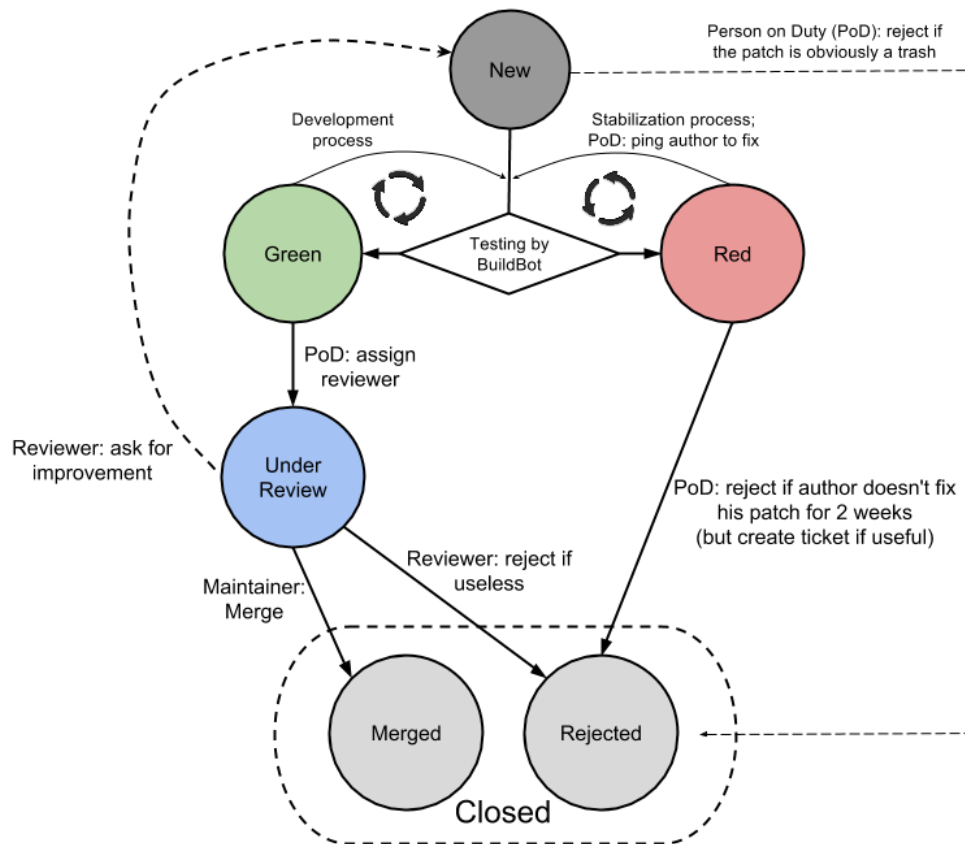 Person on Duty (PoD): reject if
the patch is obviously a trash
New
Development
process
Stabilization process;
PoD: ping author to fix
Green
Testing by
BuildBot
Red
PoD: assign
reviewer
Reviewer: ask for
improvement
Under
Review
PoD: reject if author doesn't fix
his patch for 2 weeks
(but create ticket if useful)
Reviewer: reject if
useless
Maintainer:
Merge
Merged
Rejected
Closed